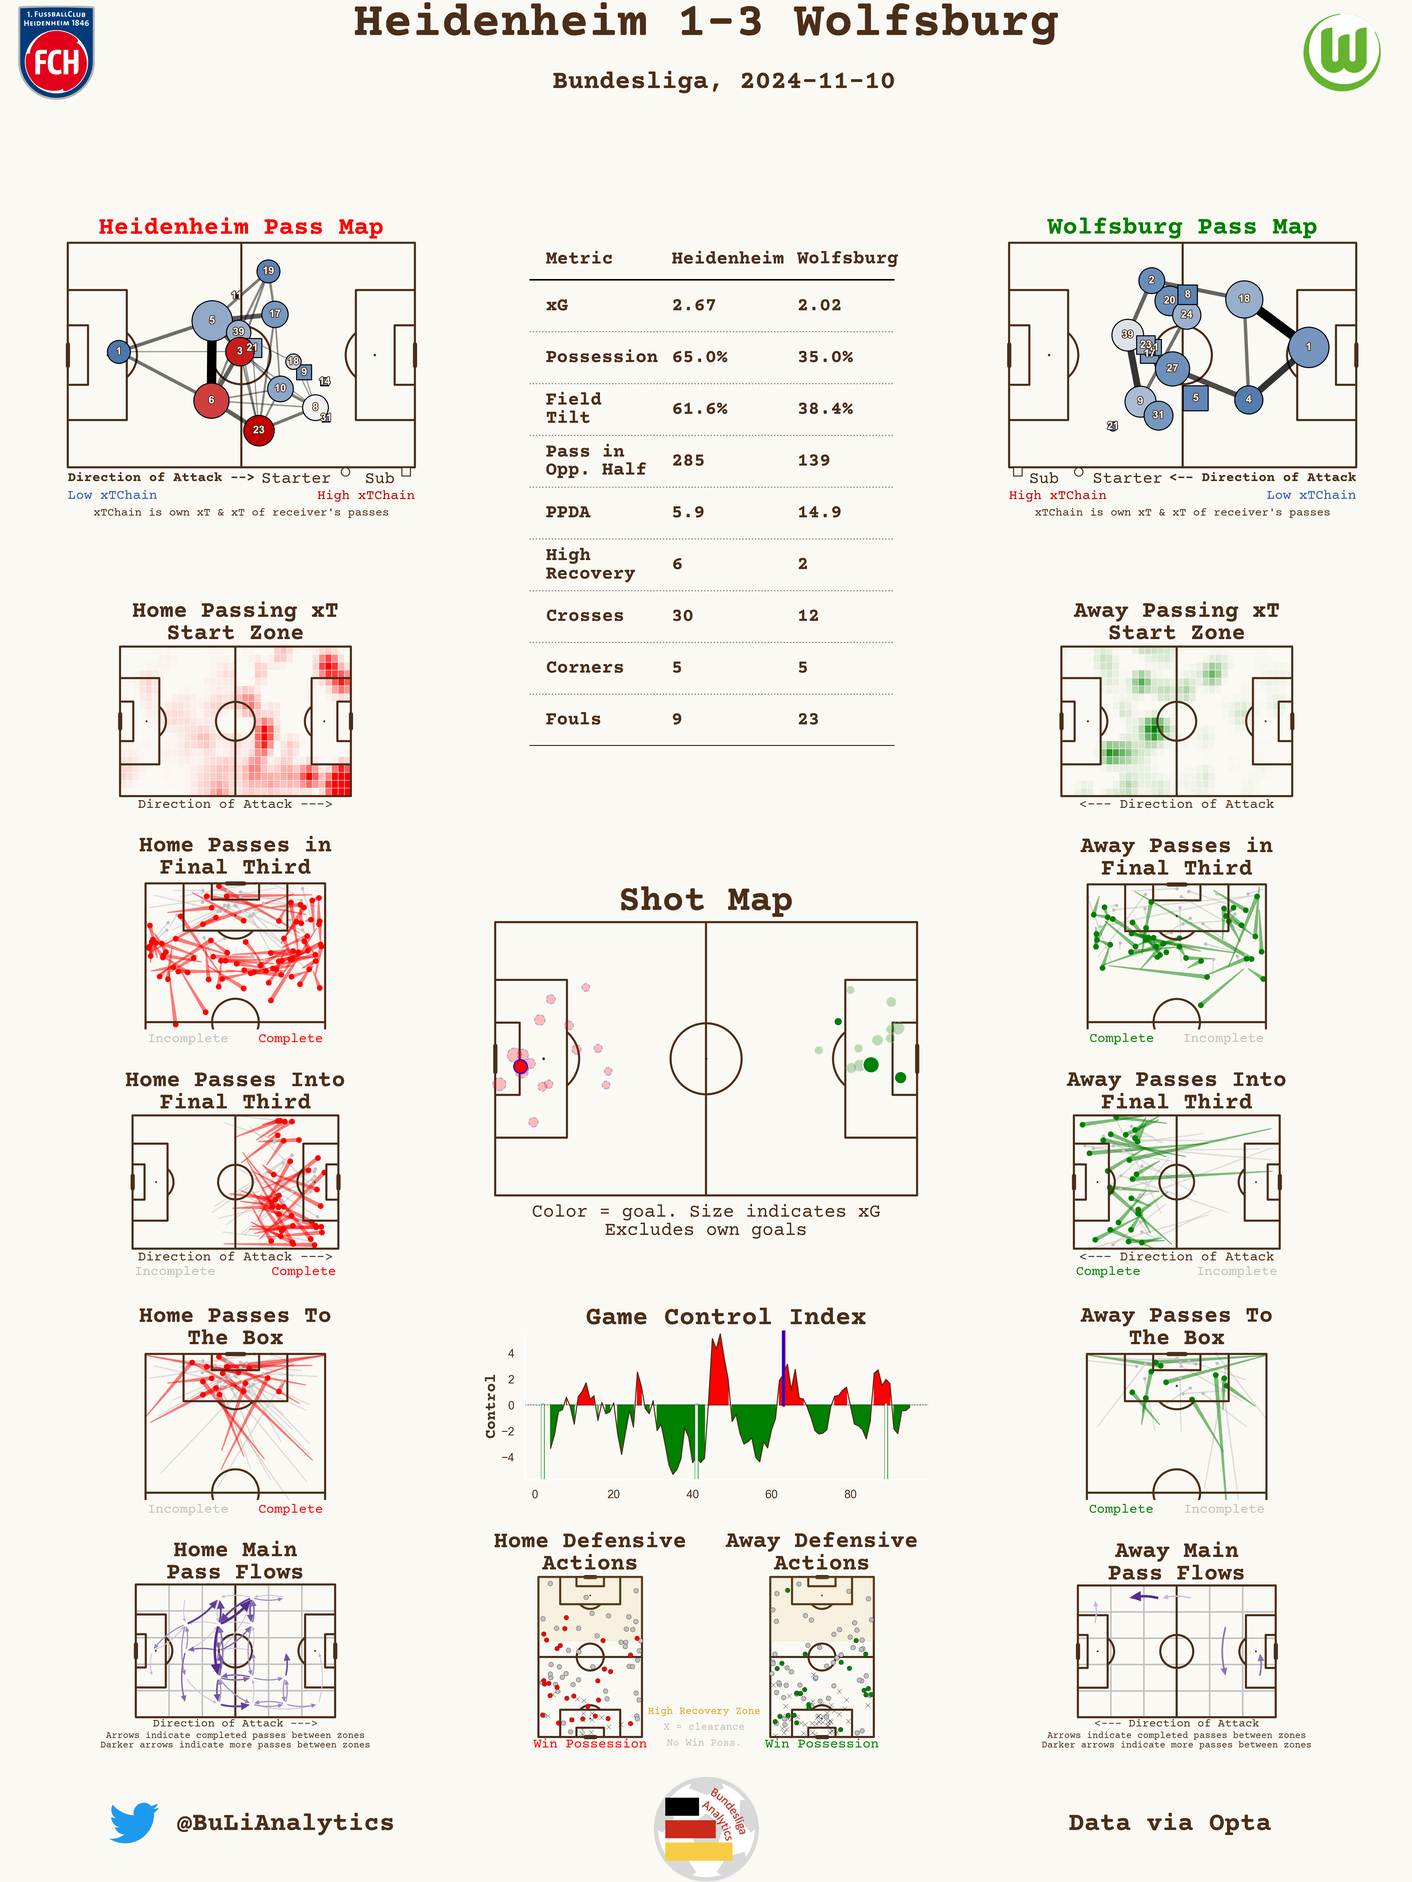 Heidenheim 1-3 Wolfsburg
Bundesliga, 2024-11-10
1. FUSSBALLCLUB
HEIDENHEIM 1846
FCH
W
Heidenheim Pass Map
19
11
5
17
39
1
3
21
18
9
14
6
10
8
31
23
Direction of Attack --> Starter Sub
Low xTChain High xTChain
xTChain is own xT & xT of receiver's passes
Metric Heidenheim Wolfsburg
xG 2.67 2.02
Possession 65.0% 35.0%
Field
Tilt 61.6% 38.4%
Pass in
Opp. Half 285 139
PPDA 5.9 14.9
High
Recovery 6 2
Crosses 30 12
Corners 5 5
Fouls 9 23
Wolfsburg Pass Map
2
8
20
18
24
39
23
1
27
9
5
4
31
21
Sub Starter <-- Direction of Attack
High xTChain Low xTChain
xTChain is own xT & xT of receiver's passes
Home Passing xT
Start Zone
Direction of Attack --->
Away Passing xT
Start Zone
<--- Direction of Attack
Home Passes in
Final Third
Incomplete Complete
Away Passes in
Final Third
Complete Incomplete
Shot Map
Color = goal. Size indicates xG
Excludes own goals
Home Passes Into
Final Third
Direction of Attack --->
Incomplete Complete
Away Passes Into
Final Third
<--- Direction of Attack
Complete Incomplete
Home Passes To
The Box
Incomplete Complete
Game Control Index
Control
4
2
0
−2
−4
0 20 40 60 80
Away Passes To
The Box
Complete Incomplete
Home Main
Pass Flows
Direction of Attack --->
Arrows indicate completed passes between zones
Darker arrows indicate more passes between zones
Home Defensive
Actions
Win Possession
Away Defensive
Actions
Win Possession
High Recovery Zone
X = clearance
No Win Poss.
Away Main
Pass Flows
<--- Direction of Attack
Arrows indicate completed passes between zones
Darker arrows indicate more passes between zones
@BuLiAnalytics
Bundesliga
Analytics
Data via Opta